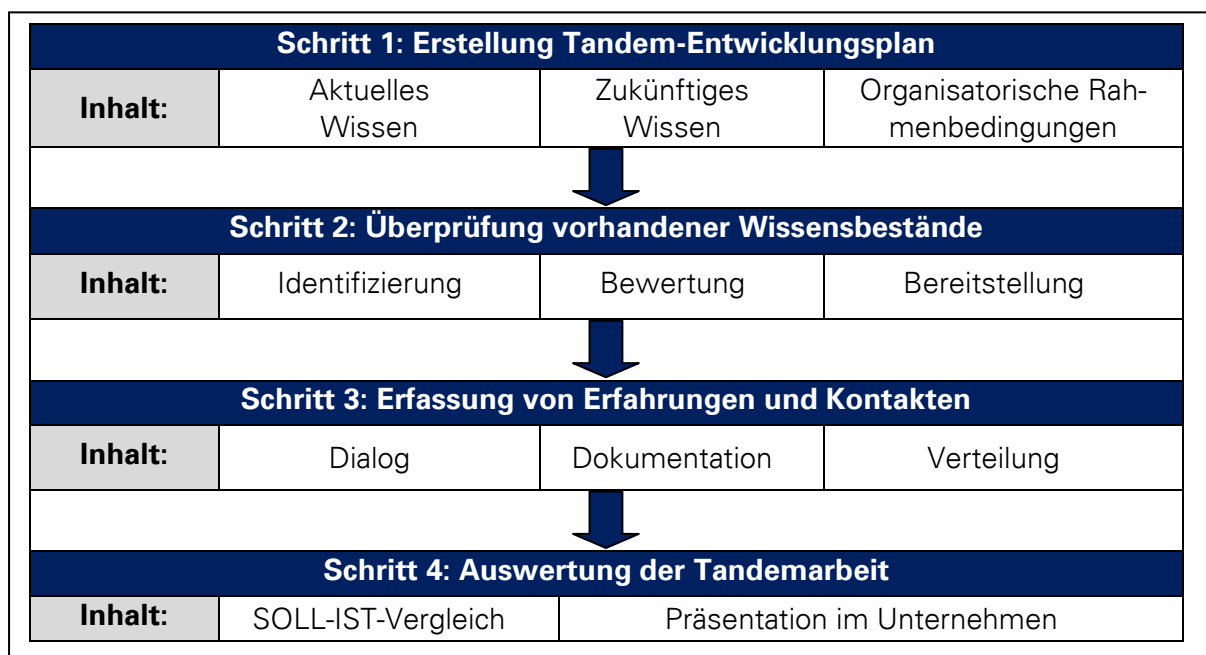 Schritt 1: Erstellung Tandem-Entwicklungsplan
Inhalt:
Aktuelles
Wissen
Zukünftiges
Wissen
Organisatorische Rah-
menbedingungen
Schritt 2: Überprüfung vorhandener Wissensbestände
Inhalt:
Identifizierung
Bewertung
Bereitstellung
Schritt 3: Erfassung von Erfahrungen und Kontakten
Inhalt:
Dialog
Dokumentation
Verteilung
Schritt 4: Auswertung der Tandemarbeit
Inhalt:
SOLL-IST-Vergleich
Präsentation im Unternehmen